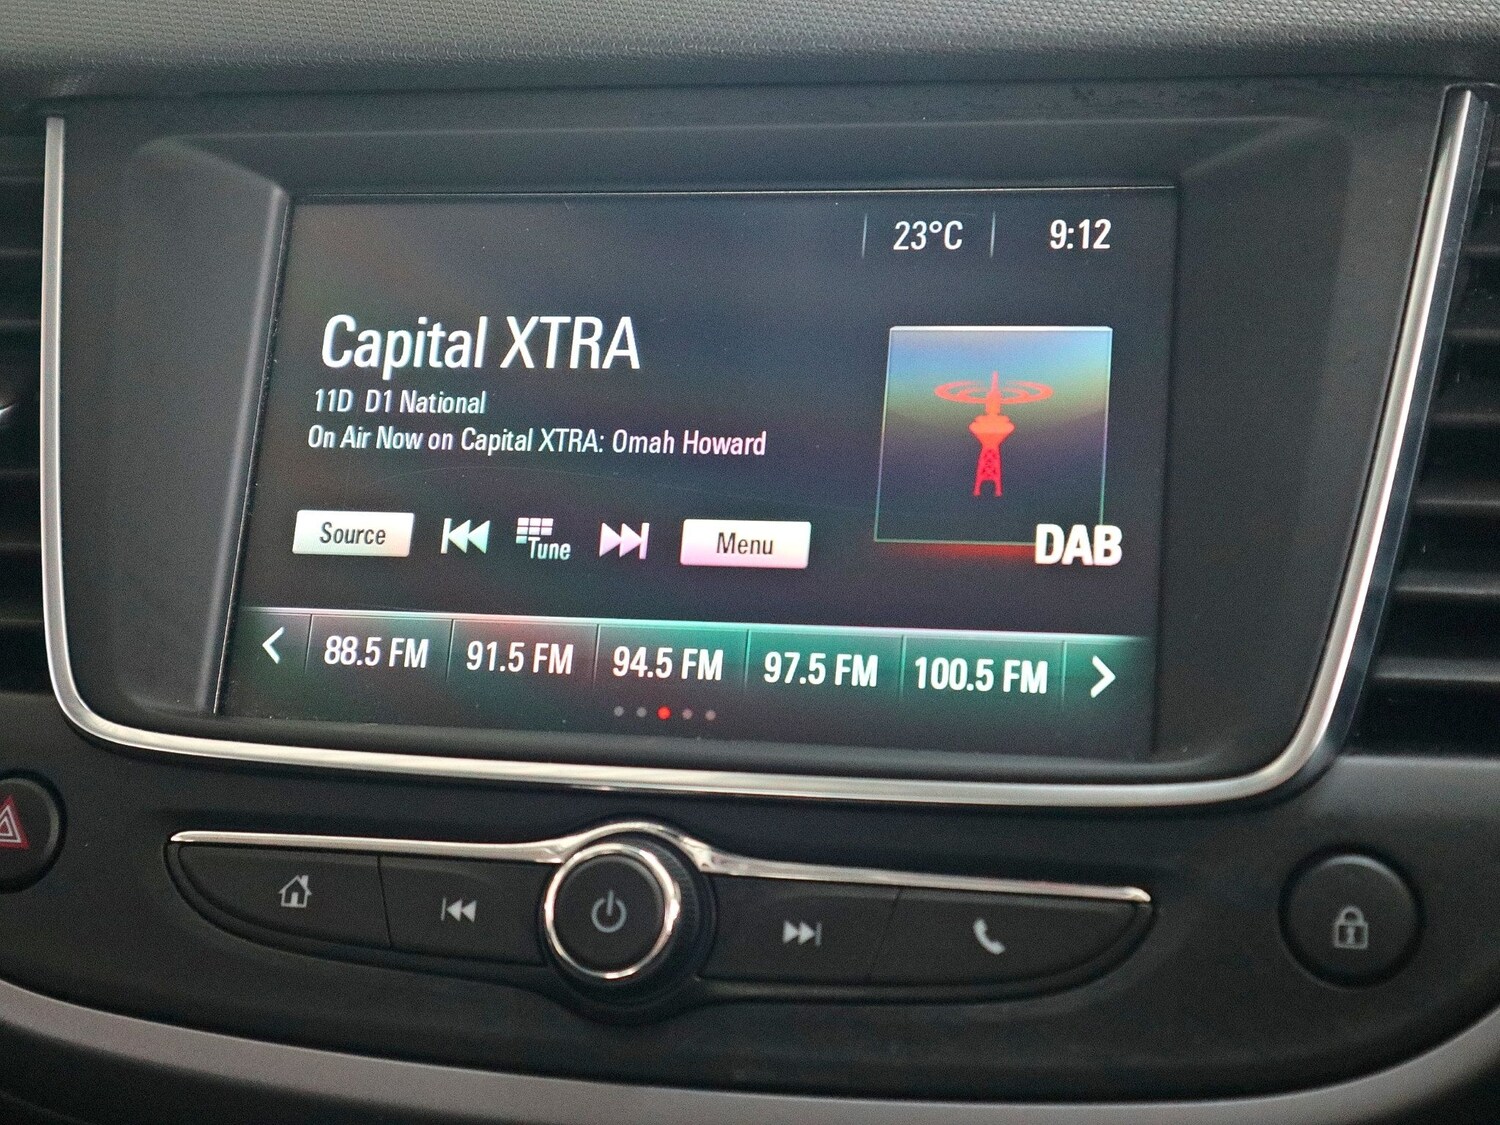 23°C 9:12
Capital XTRA
11D D1 National
On Air Now on Capital XTRA: Omah Howard
Source Tune Menu
DAB
88.5 FM 91.5 FM 94.5 FM 97.5 FM 100.5 FM